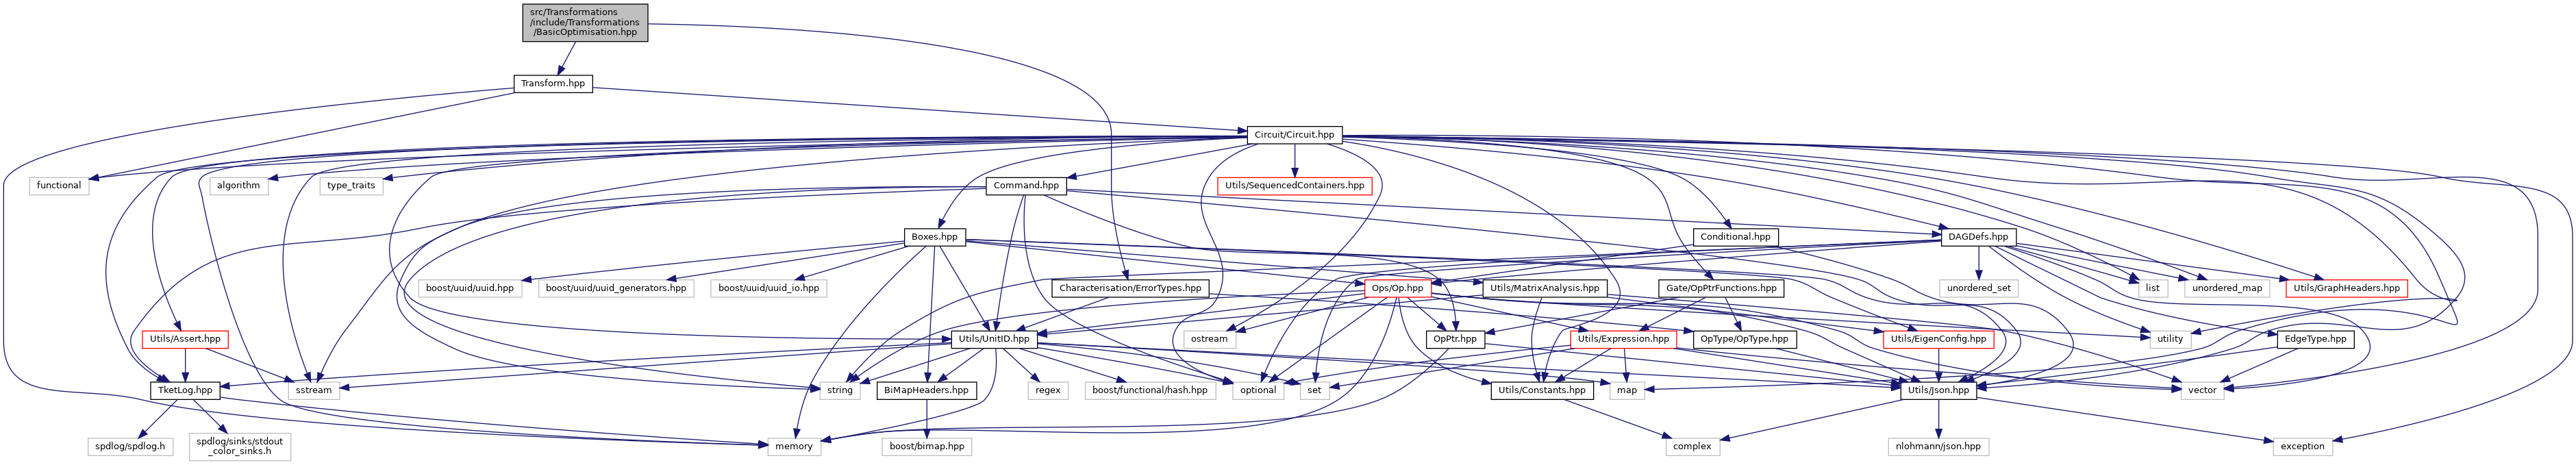 src/Transformations
/include/Transformations
/BasicOptimisation.hpp
Transform.hpp
Circuit/Circuit.hpp
functional
algorithm
type_traits
Command.hpp
Utils/SequencedContainers.hpp
Boxes.hpp
Conditional.hpp
DAGDefs.hpp
boost/uuid/uuid.hpp
boost/uuid/uuid_generators.hpp
boost/uuid/uuid_io.hpp
Characterisation/ErrorTypes.hpp
Ops/Op.hpp
Utils/MatrixAnalysis.hpp
Gate/OpPtrFunctions.hpp
unordered_set
list
unordered_map
Utils/GraphHeaders.hpp
Utils/Assert.hpp
Utils/UnitID.hpp
ostream
OpPtr.hpp
Utils/Expression.hpp
OpType/OpType.hpp
Utils/EigenConfig.hpp
utility
EdgeType.hpp
TketLog.hpp
sstream
string
BiMapHeaders.hpp
regex
boost/functional/hash.hpp
optional
set
Utils/Constants.hpp
map
Utils/Json.hpp
vector
spdlog/spdlog.h
spdlog/sinks/stdout
_color_sinks.h
memory
boost/bimap.hpp
complex
nlohmann/json.hpp
exception